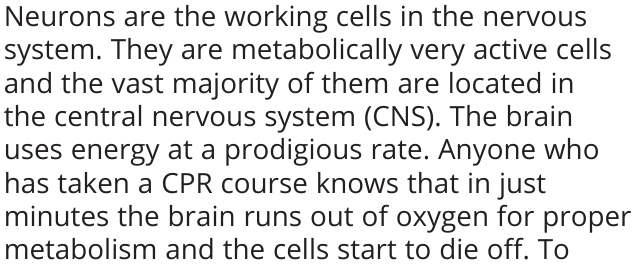 Neurons are the working cells in the nervous
system. They are metabolically very active cells
and the vast majority of them are located in
the central nervous system (CNS). The brain
uses energy at a prodigious rate. Anyone who
has taken a CPR course knows that in just
minutes the brain runs out of oxygen for proper
metabolism and the cells start to die off. To